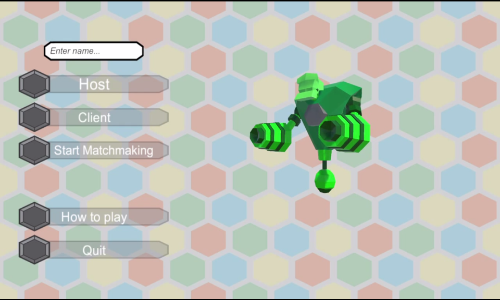 Enter name...
Host
Client
Start Matchmaking
How to play
Quit